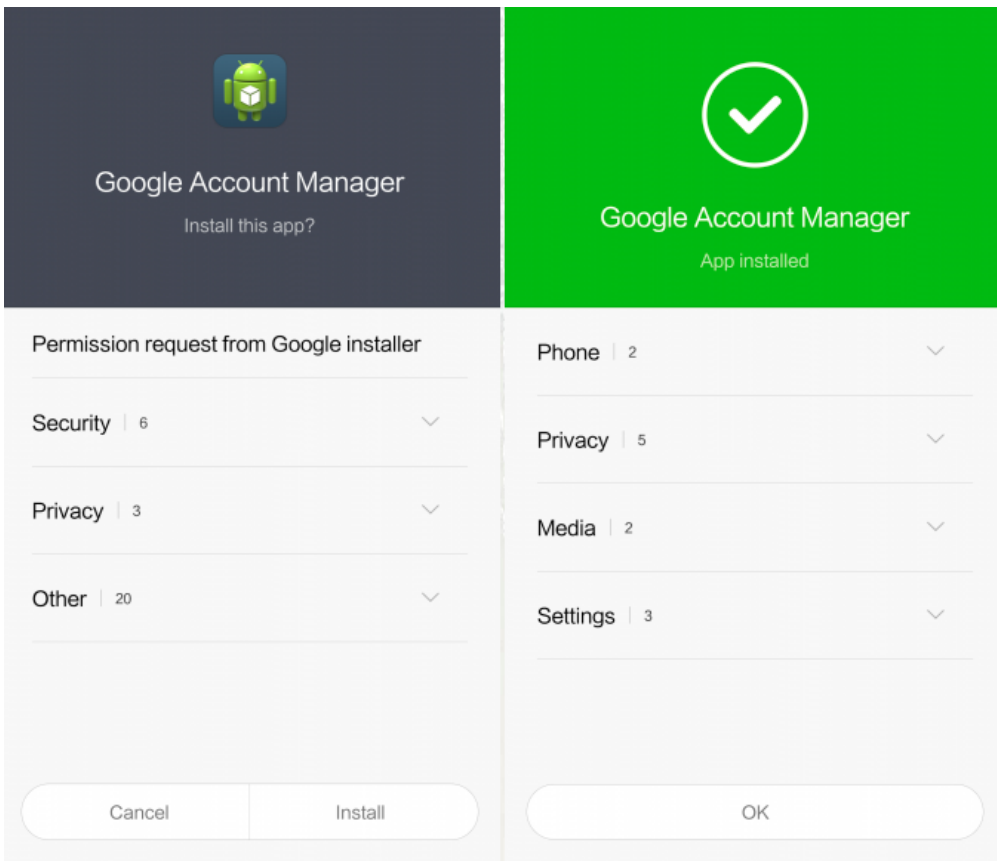 Google Account Manager
Install this app?
Permission request from Google installer
Security 6
Privacy 3
Other 20
Cancel Install
Google Account Manager
App installed
Phone 2
Privacy 5
Media 2
Settings 3
OK